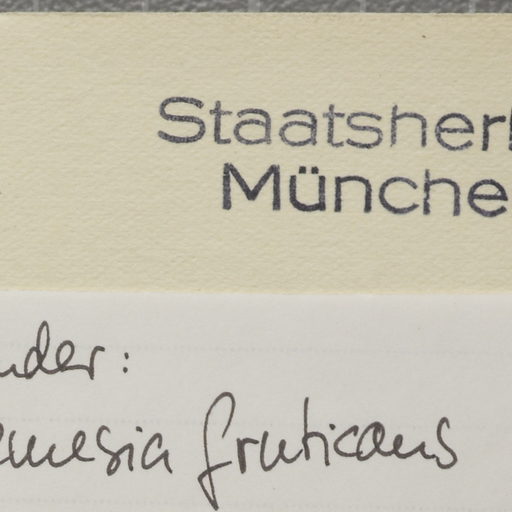 Staatsher
Münche
nder:
emesia fruticans